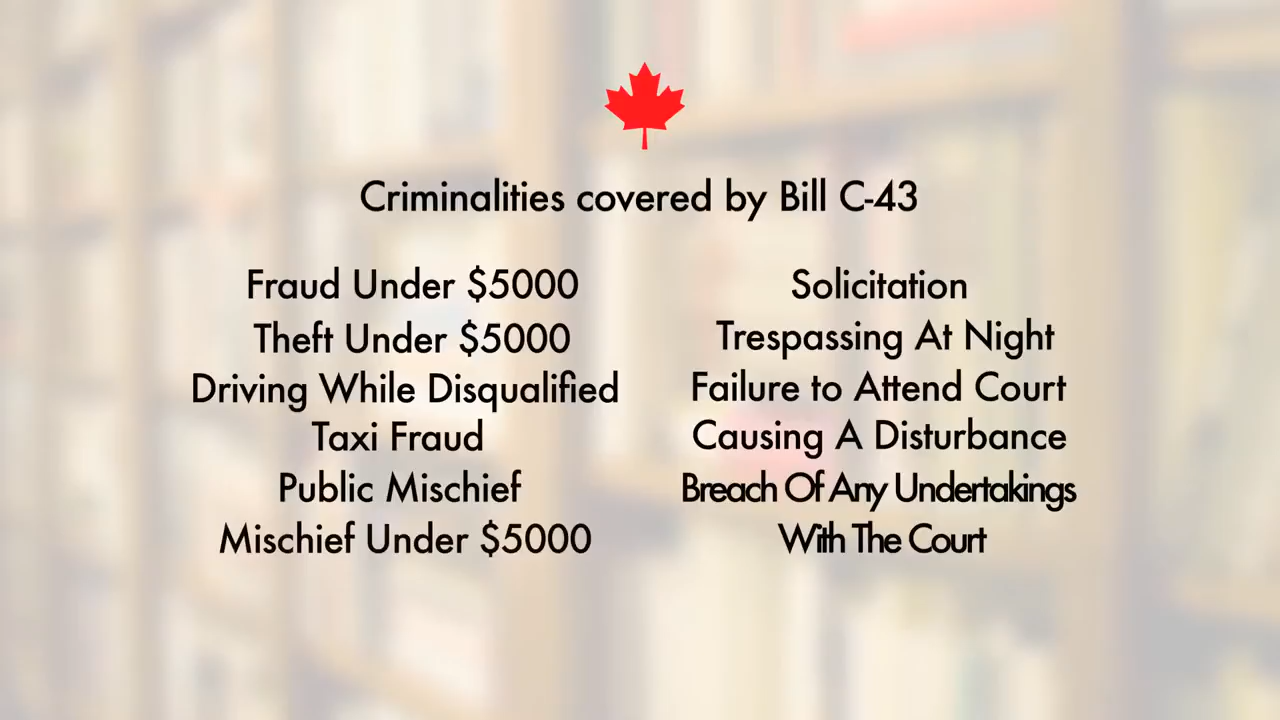 Criminalities covered by Bill C-43
Fraud Under $5000
Theft Under $5000
Driving While Disqualified
Taxi Fraud
Public Mischief
Mischief Under $5000
Solicitation
Trespassing At Night
Failure to Attend Court
Causing A Disturbance
Breach Of Any Undertakings
With The Court